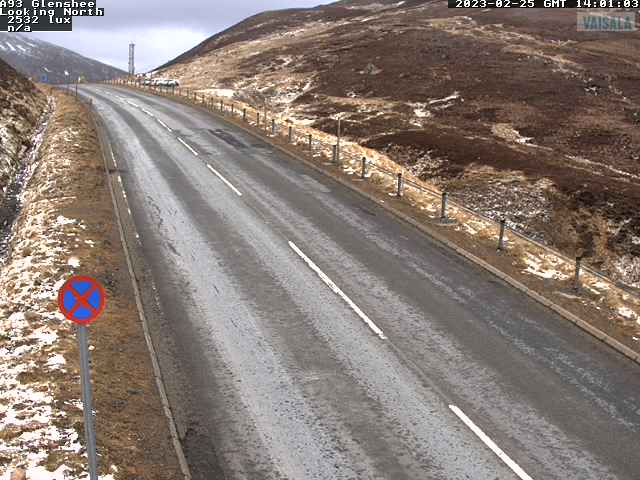 A93 Glenshee
Looking North
2532 lux
n/a
2023-02-25 GMT 14:01:03
VAISALA